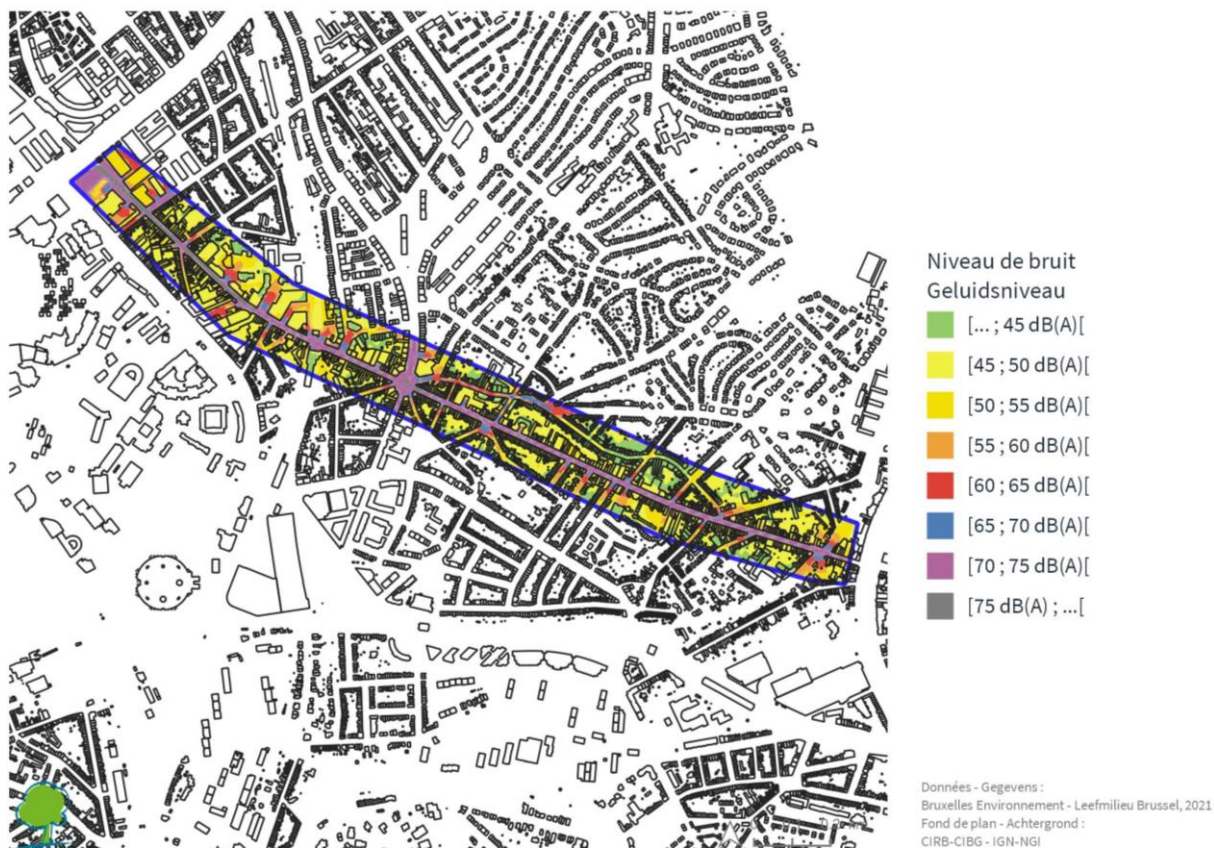 Niveau de bruit
Geluidsniveau
[... ; 45 dB(A)[
[45 ; 50 dB(A)[
[50 ; 55 dB(A)[
[55 ; 60 dB(A)[
[60 ; 65 dB(A)[
[65 ; 70 dB(A)[
[70 ; 75 dB(A)[
[75 dB(A) ; ...[
Données - Gegevens :
Bruxelles Environnement - Leefmilieu Brussel, 2021
Fond de plan - Achtergrond :
CIRB-CIBG - IGN-NGI